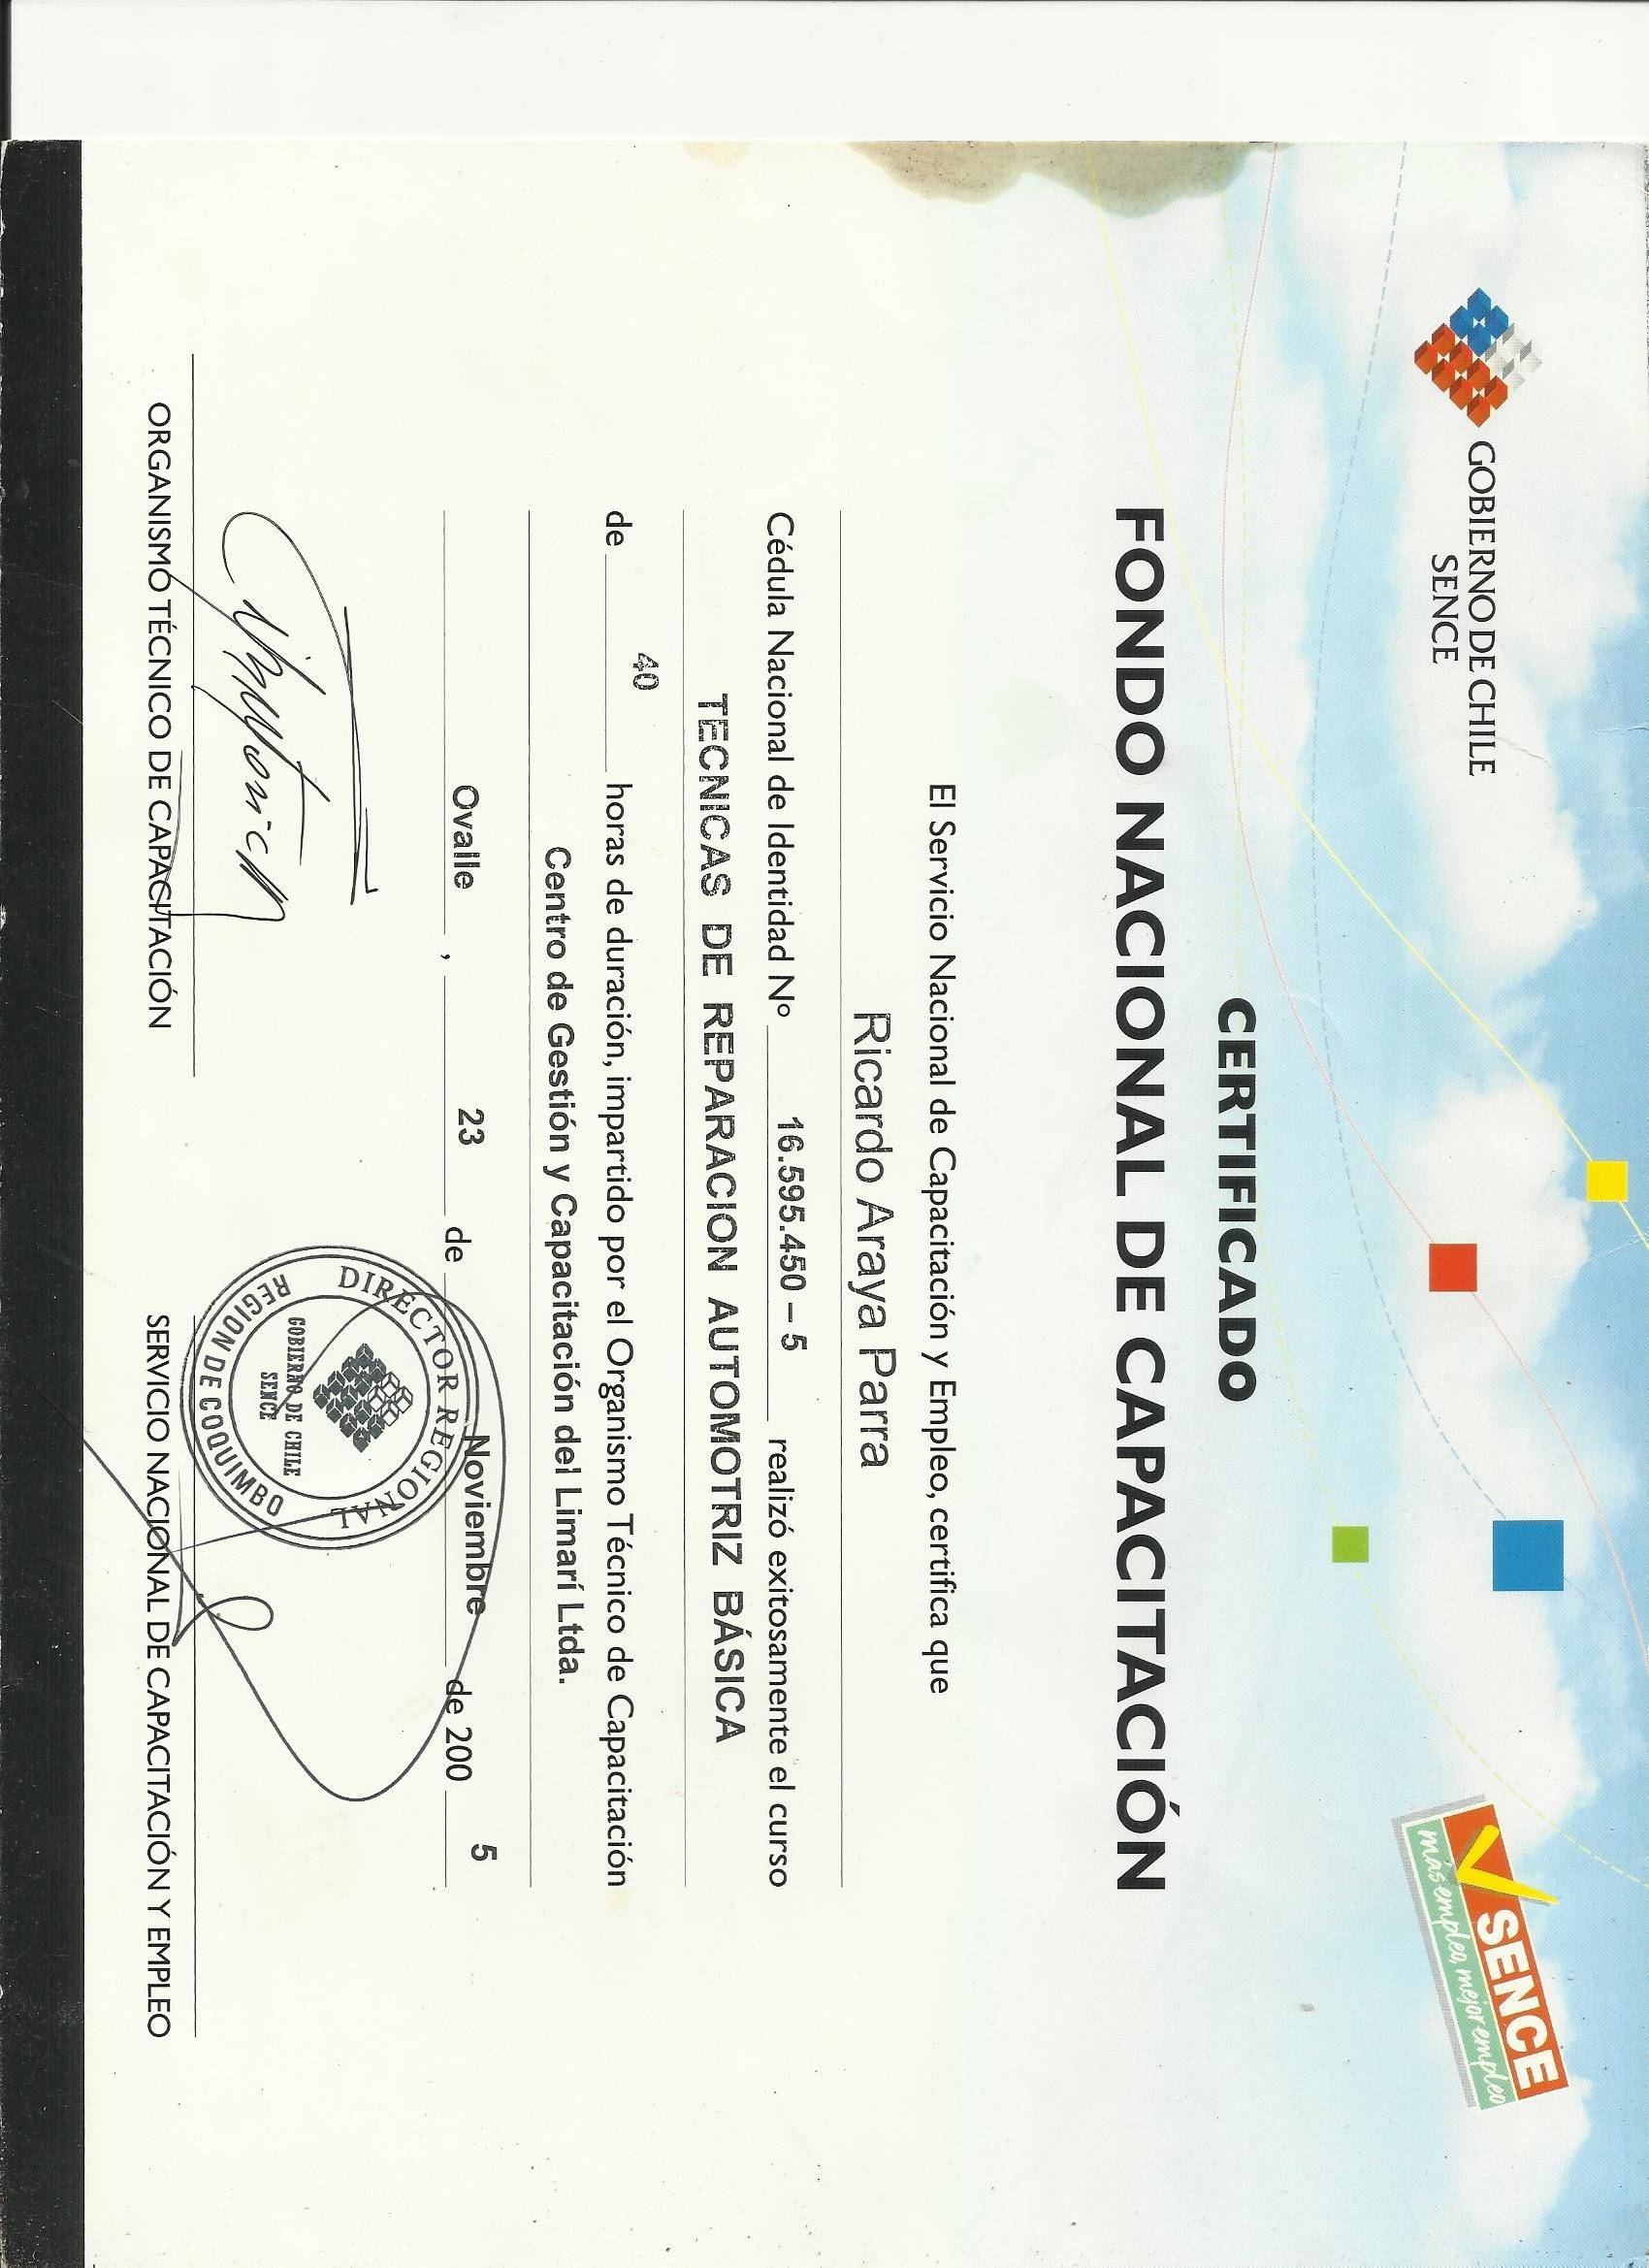 GOBIERNO DE CHILE
SENCE
SENCE
más empleo, mejor empleo
CERTIFICADO
FONDO NACIONAL DE CAPACITACIÓN
El Servicio Nacional de Capacitación y Empleo, certifica que
Ricardo Araya Parra
Cédula Nacional de Identidad Nº 16.595.450 – 5 realizó exitosamente el curso
TECNICAS DE REPARACION AUTOMOTRIZ BÁSICA
de 40 horas de duración, impartido por el Organismo Técnico de Capacitación
Centro de Gestión y Capacitación del Limarí Ltda.
Ovalle , 23 de Noviembre de 200 5
DIRECTOR REGIONAL
GOBIERNO DE CHILE
SENCE
REGION DE COQUIMBO
ORGANISMO TÉCNICO DE CAPACITACIÓN
SERVICIO NACIONAL DE CAPACITACIÓN Y EMPLEO